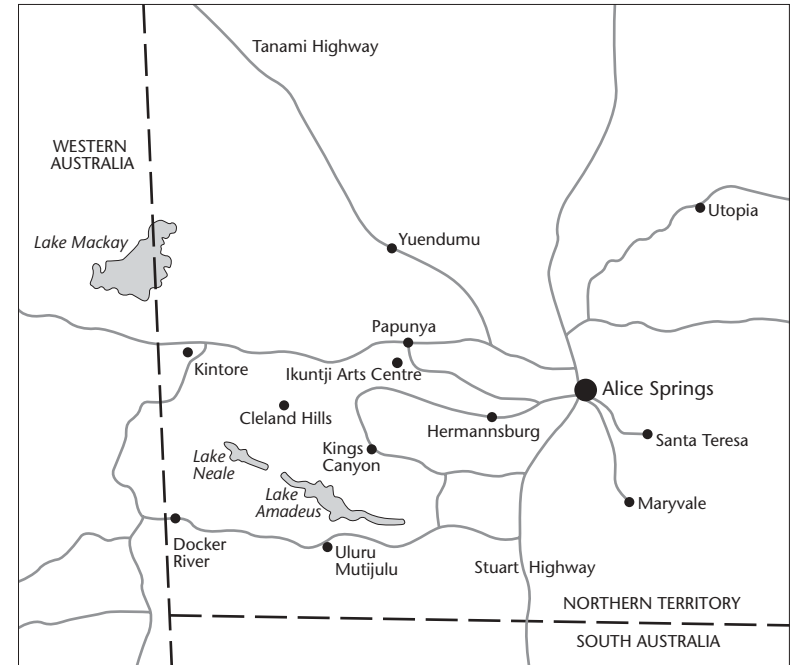 Tanami Highway
WESTERN
AUSTRALIA
Utopia
Lake Mackay
Yuendumu
Papunya
Kintore
Ikuntji Arts Centre
Alice Springs
Cleland Hills
Hermannsburg
Santa Teresa
Kings
Canyon
Lake
Neale
Lake
Amadeus
Maryvale
Docker
River
Uluru
Mutijulu
Stuart Highway
NORTHERN TERRITORY
SOUTH AUSTRALIA